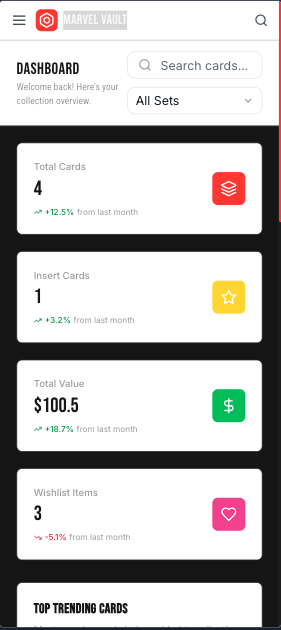 MARVEL VAULT
DASHBOARD
Welcome back! Here's your
collection overview.
Search cards...
All Sets
Total Cards
4
+12.5% from last month
Insert Cards
1
+3.2% from last month
Total Value
$100.5
+18.7% from last month
Wishlist Items
3
-5.1% from last month
TOP TRENDING CARDS